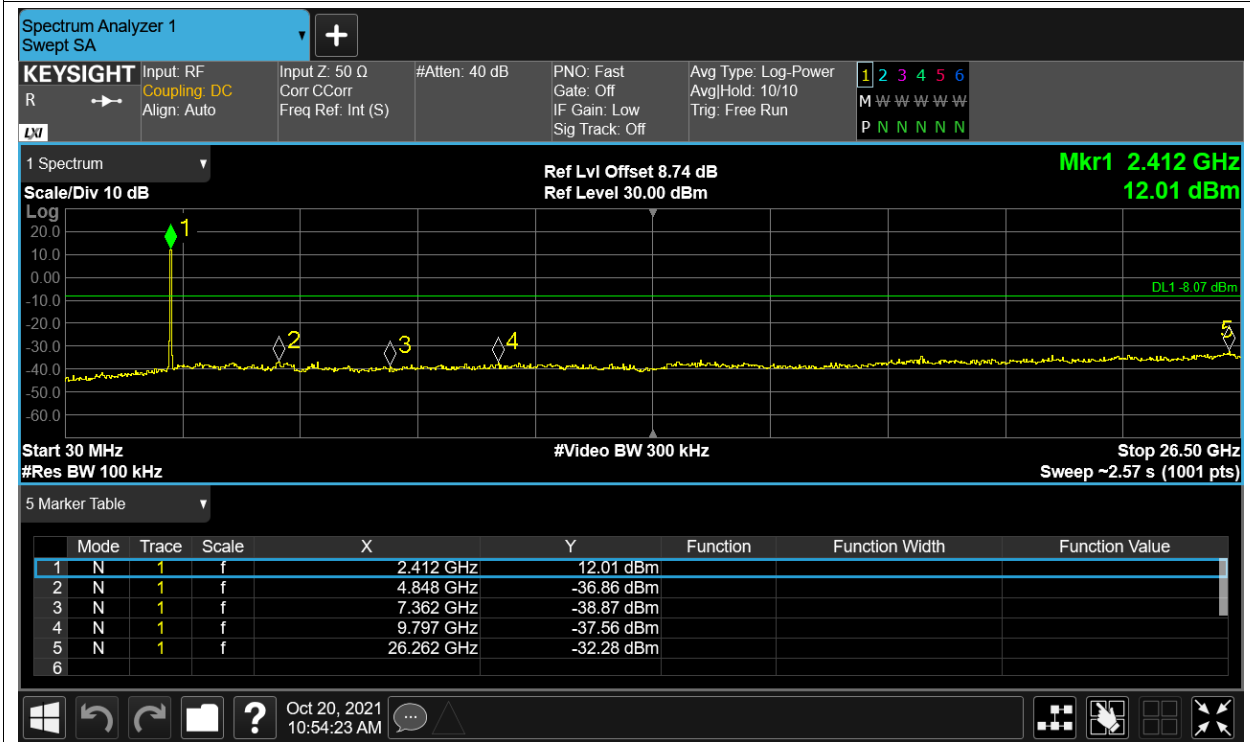 Spectrum Analyzer 1
Swept SA
KEYSIGHT
R
LXI
Input: RF
Coupling: DC
Align: Auto
Input Z: 50 Ω
Corr CCorr
Freq Ref: Int (S)
#Atten: 40 dB
PNO: Fast
Gate: Off
IF Gain: Low
Sig Track: Off
Avg Type: Log-Power
Avg|Hold: 10/10
Trig: Free Run
1 2 3 4 5 6
M W W W W W
P N N N N N
1 Spectrum
Scale/Div 10 dB
Ref Lvl Offset 8.74 dB
Ref Level 30.00 dBm
Mkr1 2.412 GHz
12.01 dBm
Log
20.0
10.0
0.00
-10.0
-20.0
-30.0
-40.0
-50.0
-60.0
1
2
3
4
5
DL1 -8.07 dBm
Start 30 MHz
#Res BW 100 kHz
#Video BW 300 kHz
Stop 26.50 GHz
Sweep ~2.57 s (1001 pts)
5 Marker Table
Mode Trace Scale X Y Function Function Width Function Value
1 N 1 f 2.412 GHz 12.01 dBm
2 N 1 f 4.848 GHz -36.86 dBm
3 N 1 f 7.362 GHz -38.87 dBm
4 N 1 f 9.797 GHz -37.56 dBm
5 N 1 f 26.262 GHz -32.28 dBm
6
?
Oct 20, 2021
10:54:23 AM